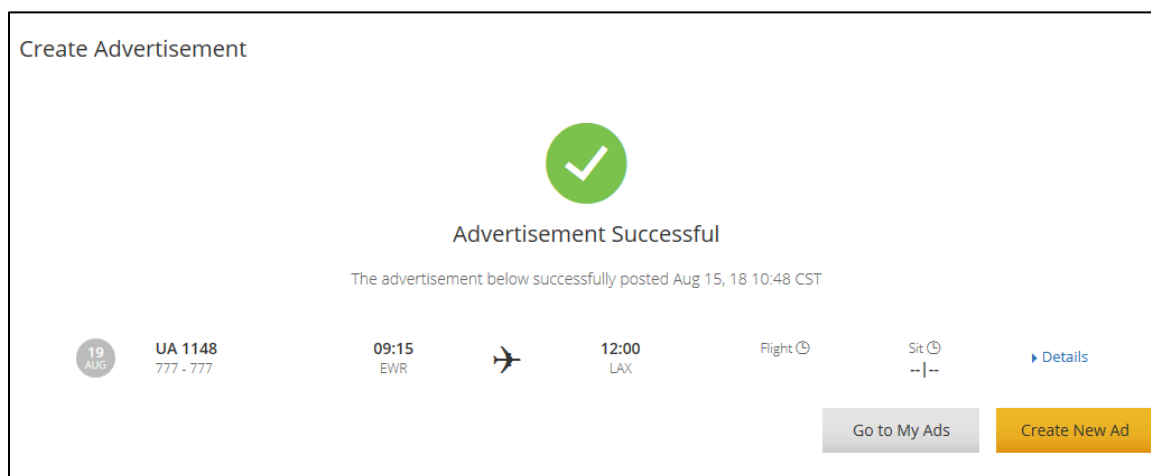 Create Advertisement
Advertisement Successful
The advertisement below successfully posted Aug 15, 18 10:48 CST
19 UA 1148 09:15 12:00 Flight Sit Details
AUG 777 - 777 EWR LAX --|--
Go to My Ads Create New Ad